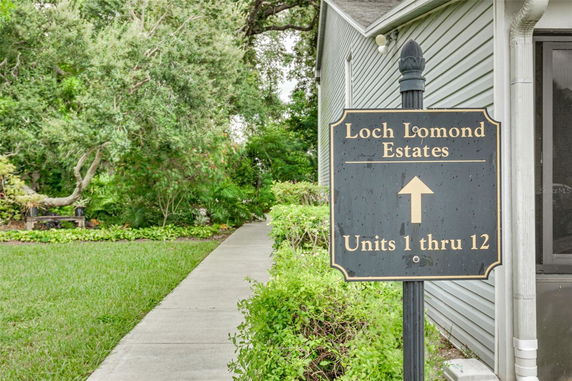 Loch Lomond
Estates
Units 1 thru 12